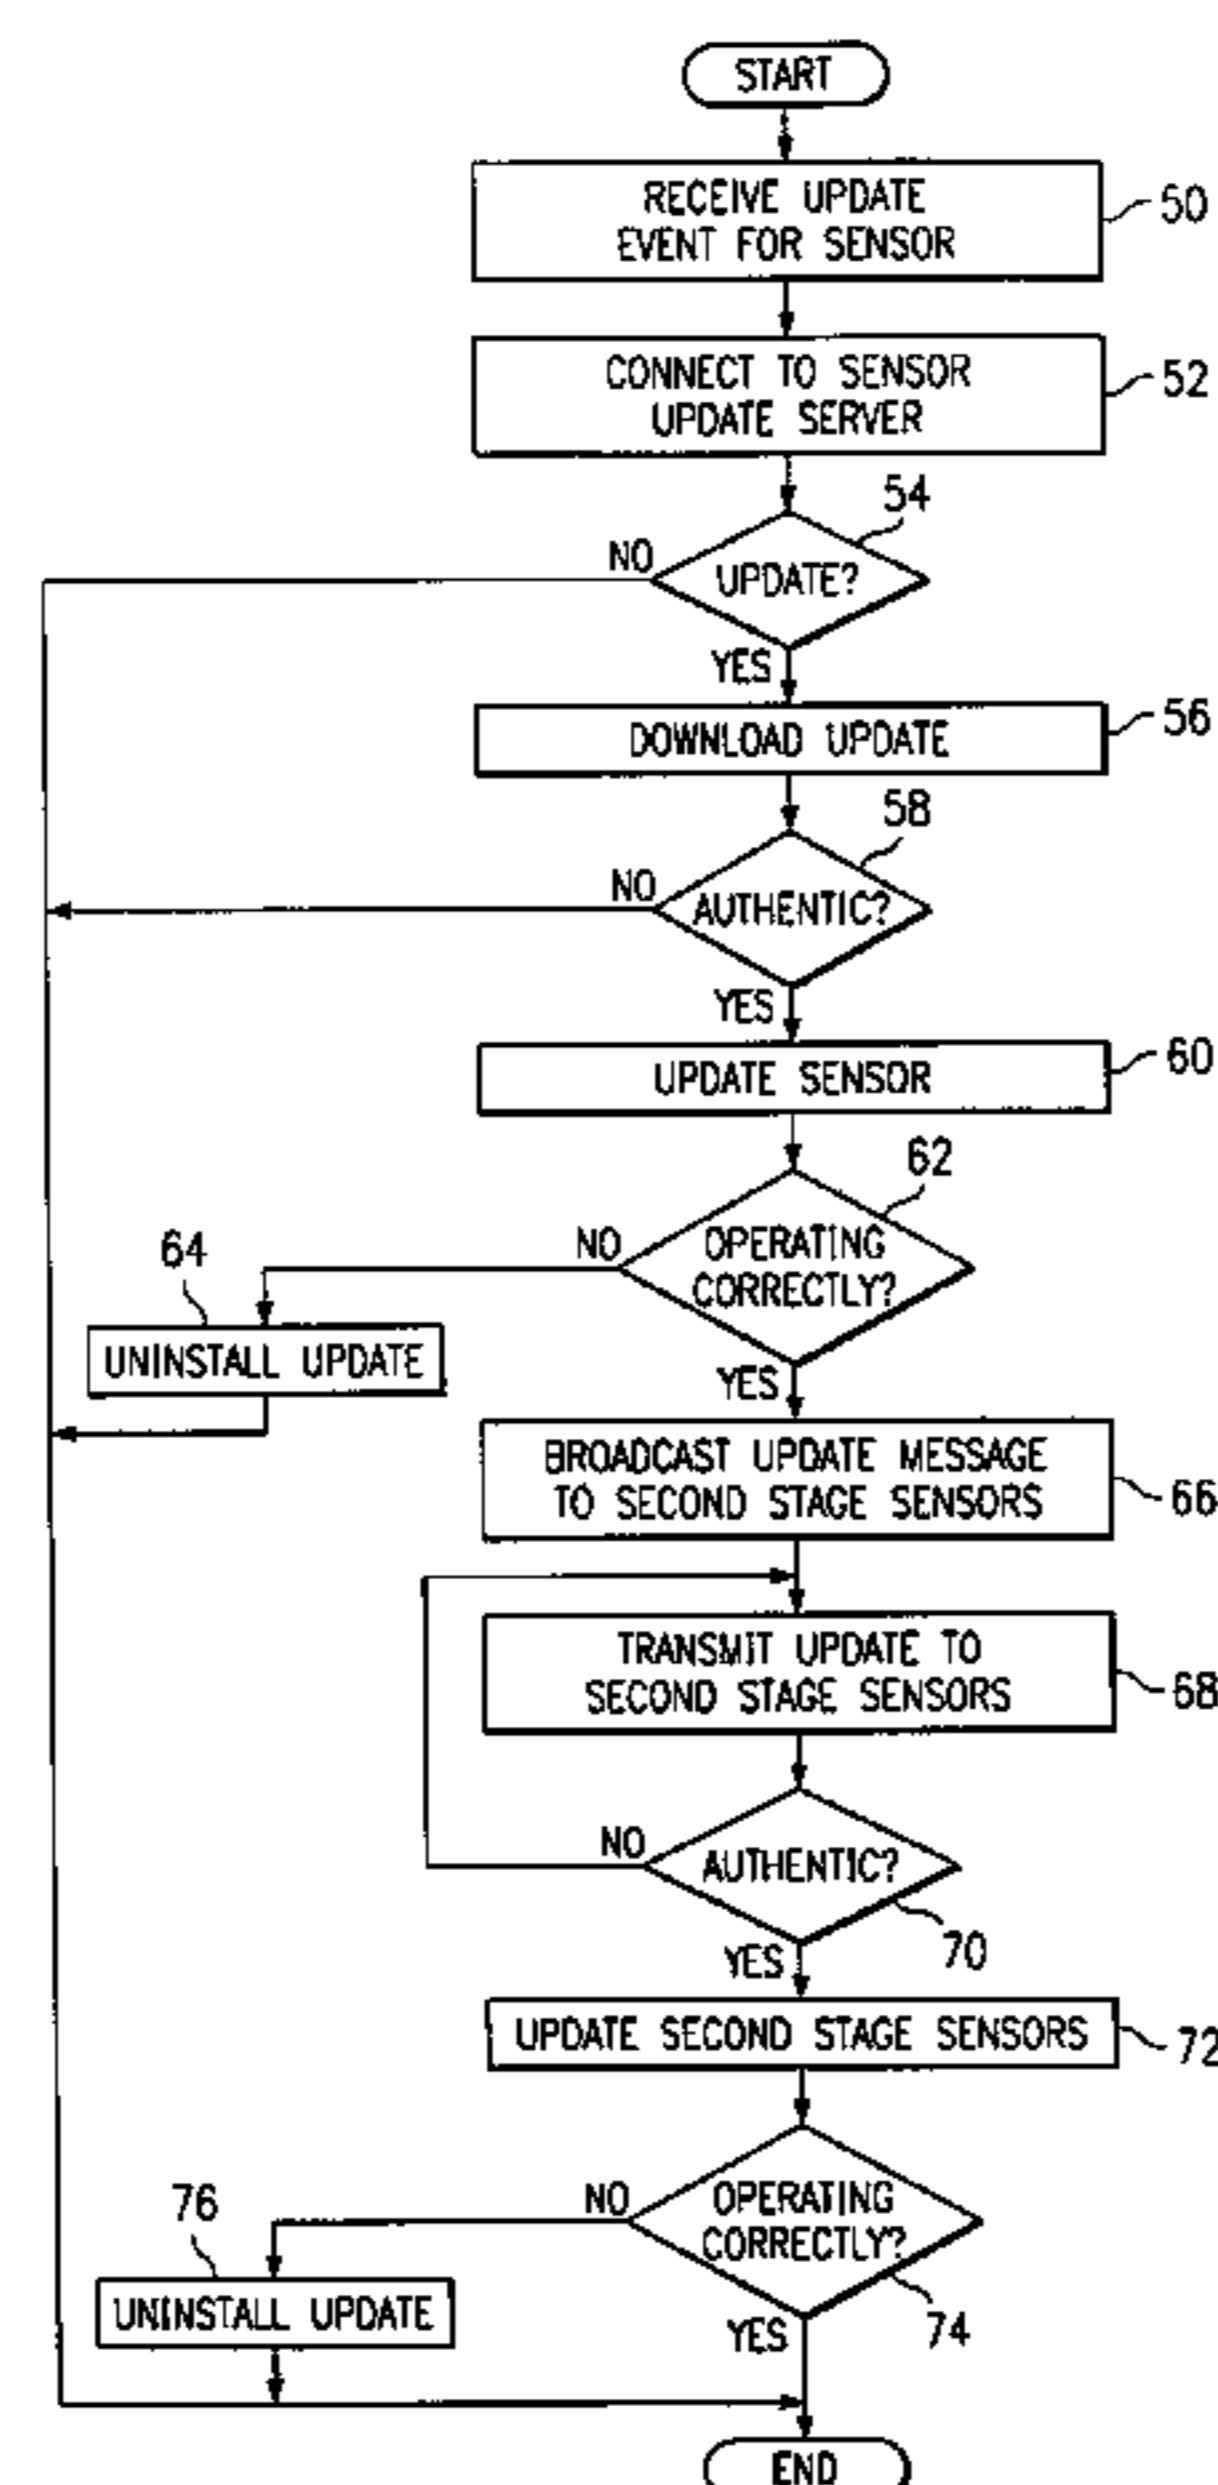 START
RECEIVE UPDATE
EVENT FOR SENSOR
50
CONNECT TO SENSOR
UPDATE SERVER
52
54
NO
UPDATE?
YES
DOWNLOAD UPDATE
56
58
NO
AUTHENTIC?
YES
UPDATE SENSOR
60
62
NO
OPERATING
CORRECTLY?
64
UNINSTALL UPDATE
YES
BROADCAST UPDATE MESSAGE
TO SECOND STAGE SENSORS
66
TRANSMIT UPDATE TO
SECOND STAGE SENSORS
68
NO
AUTHENTIC?
70
YES
UPDATE SECOND STAGE SENSORS
72
NO
OPERATING
CORRECTLY?
76
UNINSTALL UPDATE
74
YES
END